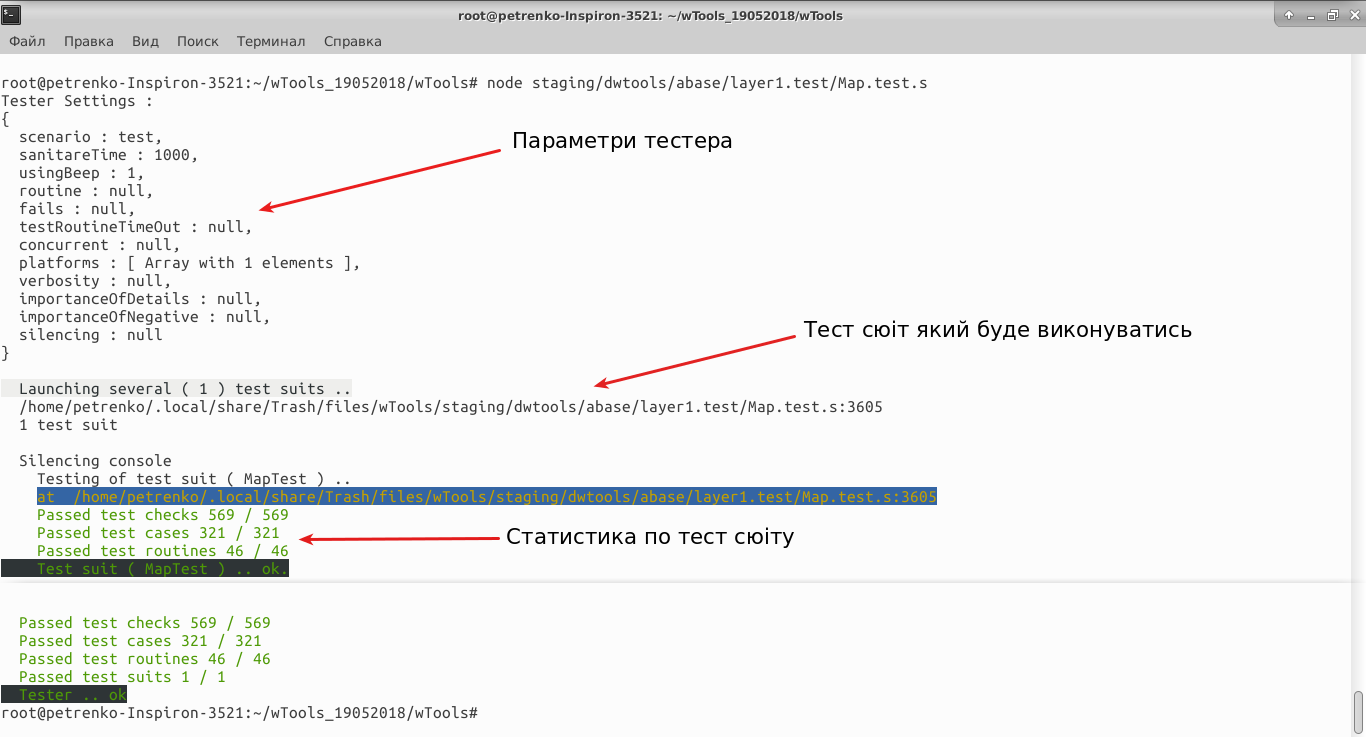 root@petrenko-Inspiron-3521: ~/wTools_19052018/wTools
Файл Правка Вид Поиск Терминал Справка
root@petrenko-Inspiron-3521:~/wTools_19052018/wTools# node staging/dwtools/abase/layer1.test/Map.test.s
Tester Settings :
{
scenario : test,
Параметри тестера
sanitareTime : 1000,
usingBeep : 1,
routine : null,
fails : null,
testRoutineTimeOut : null,
concurrent : null,
platforms : [ Array with 1 elements ],
verbosity : null,
importanceOfDetails : null,
importanceOfNegative : null,
silencing : null
Тест сюіт який буде виконуватись
}
Launching several ( 1 ) test suits ..
/home/petrenko/.local/share/Trash/files/wTools/staging/dwtools/abase/layer1.test/Map.test.s:3605
1 test suit
Silencing console
Testing of test suit ( MapTest ) ..
at  /home/petrenko/.local/share/Trash/files/wTools/staging/dwtools/abase/layer1.test/Map.test.s:3605
Passed test checks 569 / 569
Passed test cases 321 / 321
Статистика по тест сюіту
Passed test routines 46 / 46
Test suit ( MapTest ) .. ok.
Passed test checks 569 / 569
Passed test cases 321 / 321
Passed test routines 46 / 46
Passed test suits 1 / 1
Tester .. ok
root@petrenko-Inspiron-3521:~/wTools_19052018/wTools#